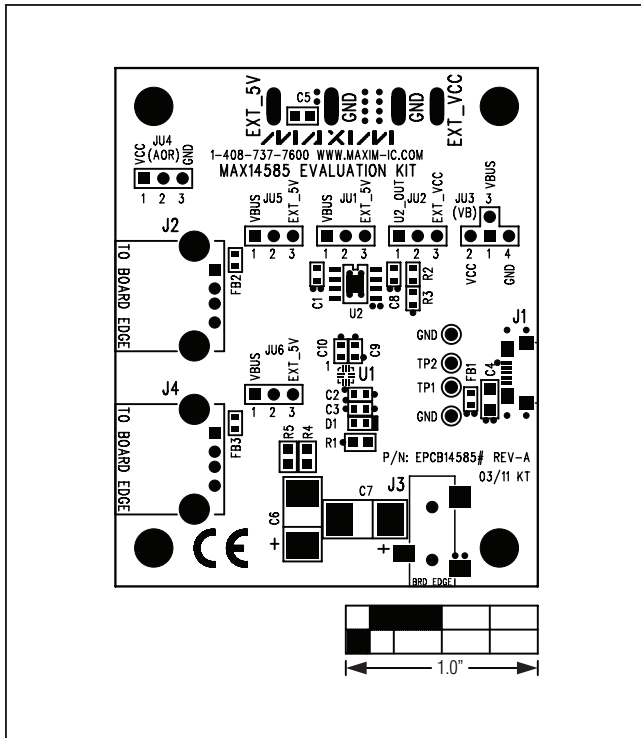 EXT_5V
C5
GND
GND
EXT_VCC
MAXIM
1-408-737-7600 WWW.MAXIM-IC.COM
MAX14585 EVALUATION KIT
VCC
JU4
(AOR)
GND
1 2 3
VBUS
JU5
EXT_5V
1 2 3
VBUS
JU1
EXT_5V
1 2 3
U2_OUT
JU2
EXT_VCC
1 2 3
JU3
(VB)
3
VBUS
2 1 4
VCC
GND
J2
TO BOARD EDGE
FB2
C1
U2
C8
R2
R3
J1
GND
TP2
TP1
GND
FB1
C4
C10
C9
1
U1
C2
C3
D1
R1
VBUS
JU6
EXT_5V
1 2 3
J4
TO BOARD EDGE
FB3
R5
R4
P/N: EPCB14585# REV-A
03/11 KT
C6
+
C7
+
J3
BRD EDGE
CE
1.0"